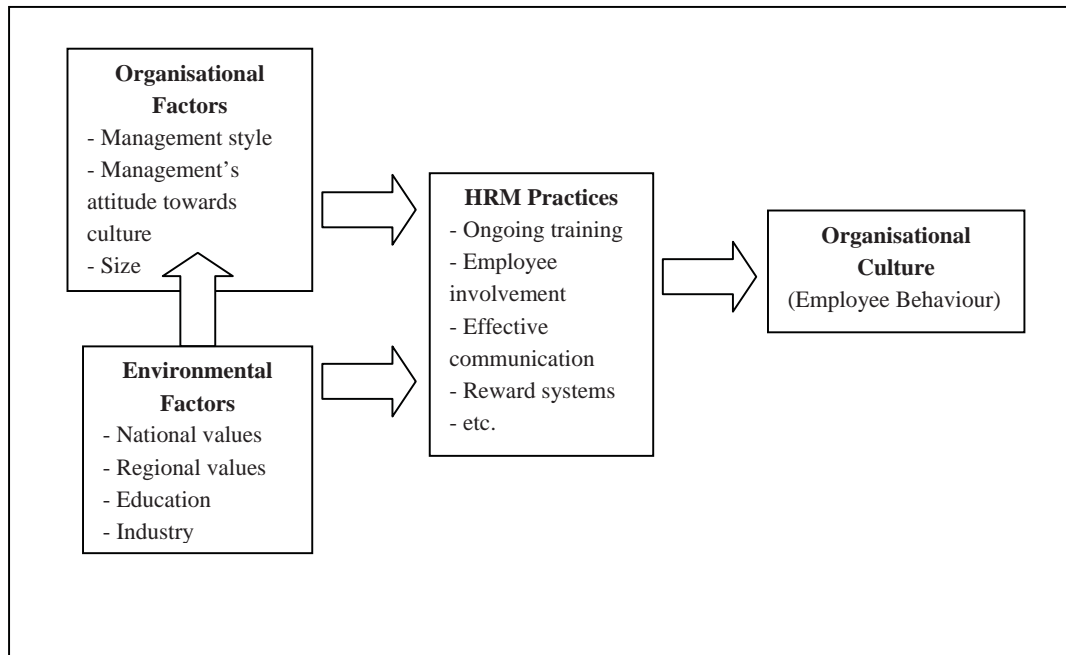 Organisational
Factors
- Management style
- Management’s
attitude towards
culture
- Size
Environmental
Factors
- National values
- Regional values
- Education
- Industry
HRM Practices
- Ongoing training
- Employee
involvement
- Effective
communication
- Reward systems
- etc.
Organisational
Culture
(Employee Behaviour)